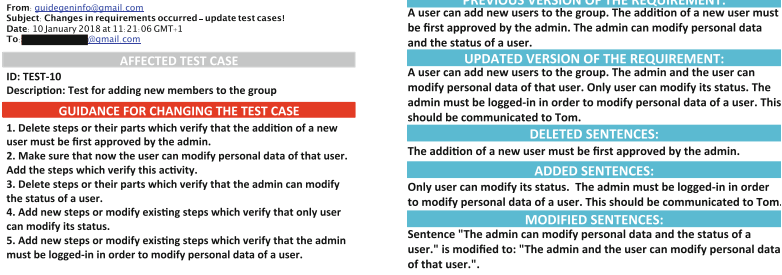 From: guidegeninfo@gmail.com
Subject: Changes in requirements occurred – update test cases!
Date: 10 January 2018 at 11:21:06 GMT+1
To: @gmail.com
AFFECTED TEST CASE
ID: TEST-10
Description: Test for adding new members to the group
GUIDANCE FOR CHANGING THE TEST CASE
1. Delete steps or their parts which verify that the addition of a new
user must be first approved by the admin.
2. Make sure that now the user can modify personal data of that user.
Add the steps which verify this activity.
3. Delete steps or their parts which verify that the admin can modify
the status of a user.
4. Add new steps or modify existing steps which verify that only user
can modify its status.
5. Add new steps or modify existing steps which verify that the admin
must be logged-in in order to modify personal data of a user.
PREVIOUS VERSION OF THE REQUIREMENT:
A user can add new users to the group. The addition of a new user must
be first approved by the admin. The admin can modify personal data
and the status of a user.
UPDATED VERSION OF THE REQUIREMENT:
A user can add new users to the group. The admin and the user can
modify personal data of that user. Only user can modify its status. The
admin must be logged-in in order to modify personal data of a user. This
should be communicated to Tom.
DELETED SENTENCES:
The addition of a new user must be first approved by the admin.
ADDED SENTENCES:
Only user can modify its status. The admin must be logged-in in order
to modify personal data of a user. This should be communicated to Tom.
MODIFIED SENTENCES:
Sentence "The admin can modify personal data and the status of a
user." is modified to: "The admin and the user can modify personal data
of that user.".